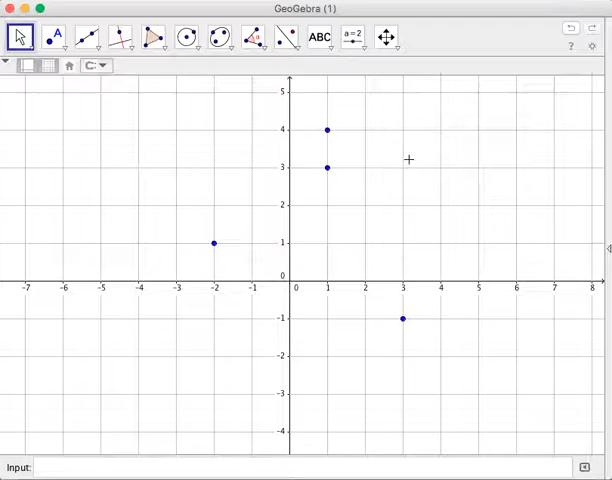 GeoGebra (1)
A
α
ABC
a = 2
?
5
4
3
2
1
0
-7 -6 -5 -4 -3 -2 -1 0 1 2 3 4 5 6 7 8
-1
-2
-3
-4
Input: